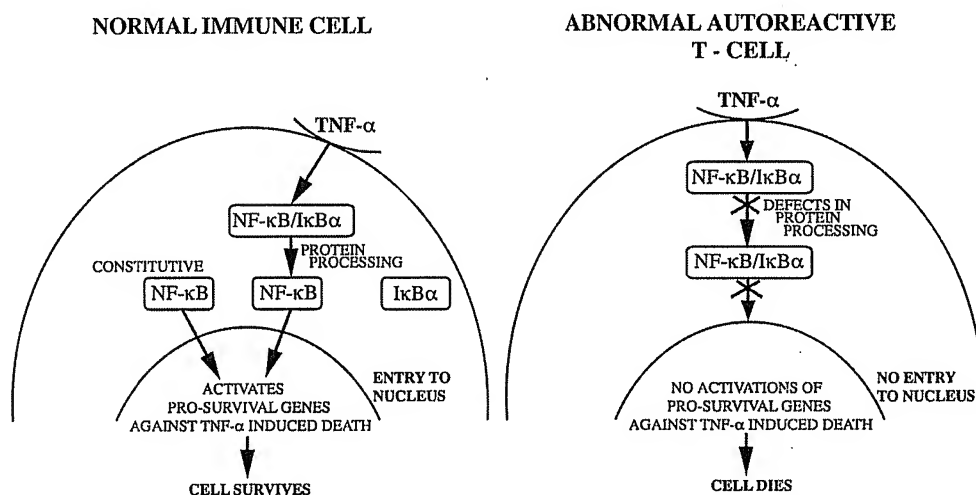 NORMAL IMMUNE CELL
TNF-α
NF-κB/IκBα
PROTEIN
PROCESSING
CONSTITUTIVE
NF-κB
NF-κB
IκBα
ENTRY TO
NUCLEUS
ACTIVATES
PRO-SURVIVAL GENES
AGAINST TNF-α INDUCED DEATH
CELL SURVIVES
ABNORMAL AUTOREACTIVE
T - CELL
TNF-α
NF-κB/IκBα
DEFECTS IN
PROTEIN
PROCESSING
NF-κB/IκBα
NO ENTRY
TO NUCLEUS
NO ACTIVATIONS OF
PRO-SURVIVAL GENES
AGAINST TNF-α INDUCED DEATH
CELL DIES